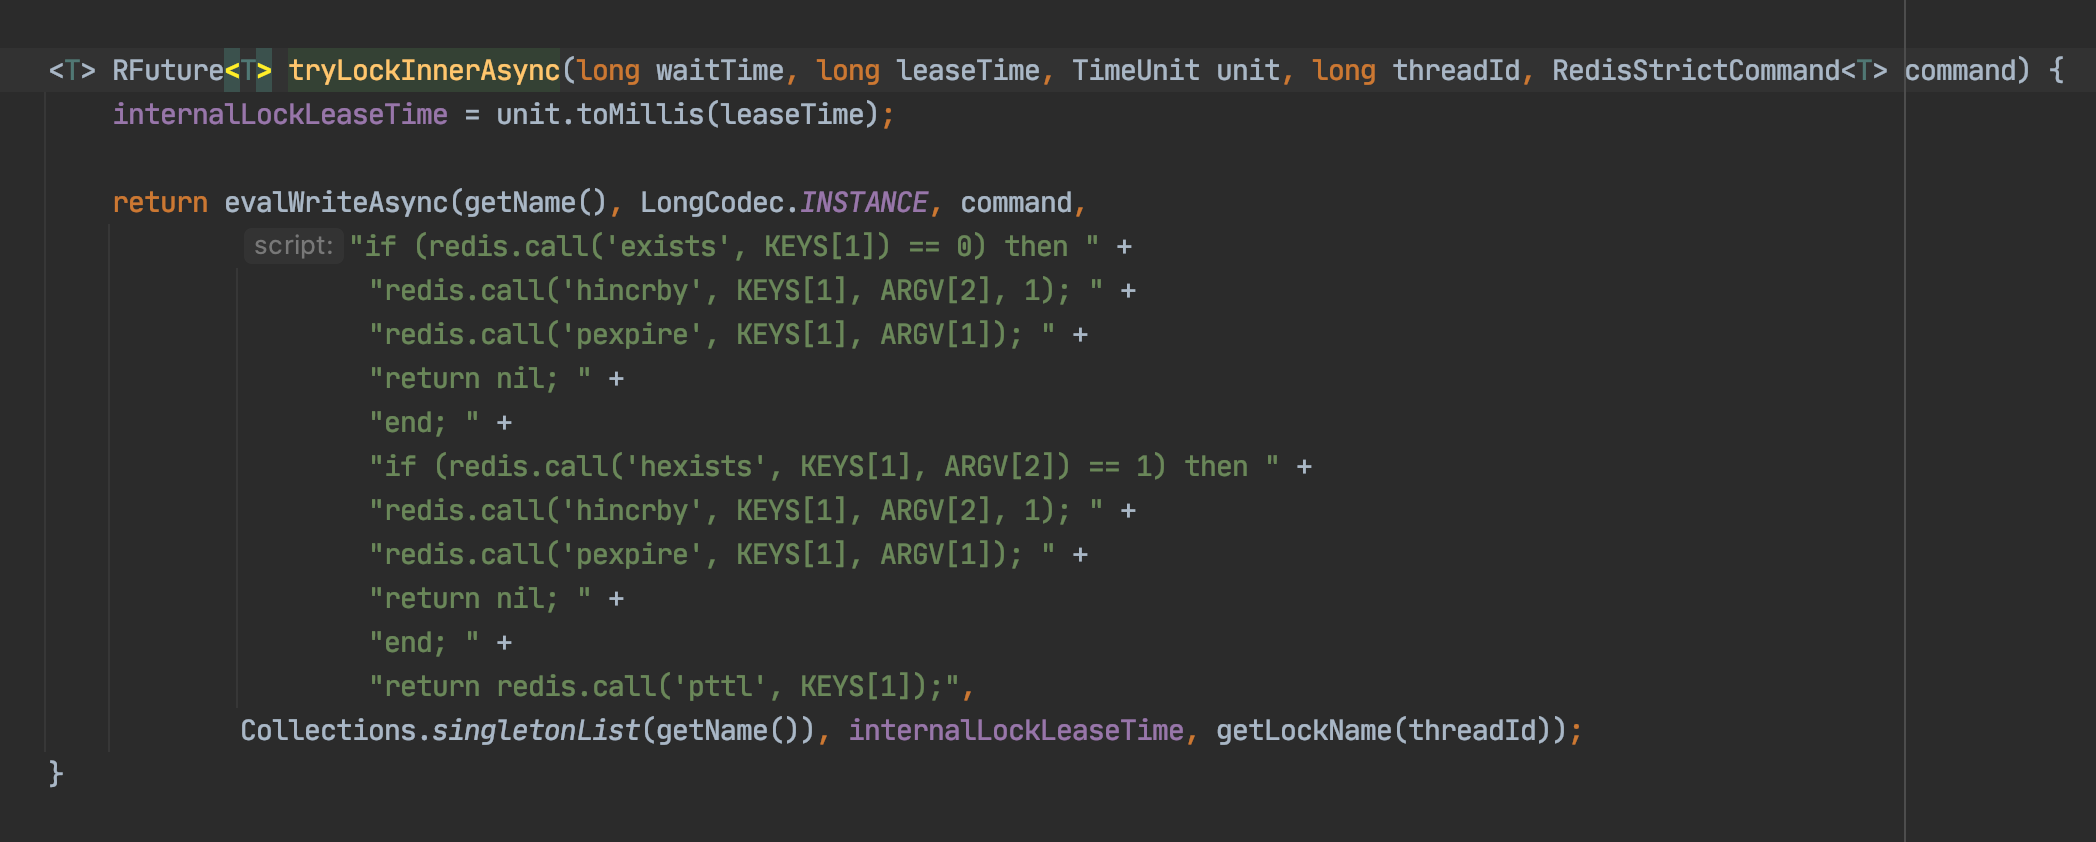 <T> RFuture<T> tryLockInnerAsync(long waitTime, long leaseTime, TimeUnit unit, long threadId, RedisStrictCommand<T> command) {
internalLockLeaseTime = unit.toMillis(leaseTime);
return evalWriteAsync(getName(), LongCodec.INSTANCE, command,
script: "if (redis.call('exists', KEYS[1]) == 0) then " +
"redis.call('hincrby', KEYS[1], ARGV[2], 1); " +
"redis.call('pexpire', KEYS[1], ARGV[1]); " +
"return nil; " +
"end; " +
"if (redis.call('hexists', KEYS[1], ARGV[2]) == 1) then " +
"redis.call('hincrby', KEYS[1], ARGV[2], 1); " +
"redis.call('pexpire', KEYS[1], ARGV[1]); " +
"return nil; " +
"end; " +
"return redis.call('pttl', KEYS[1]);",
Collections.singletonList(getName()), internalLockLeaseTime, getLockName(threadId));
}